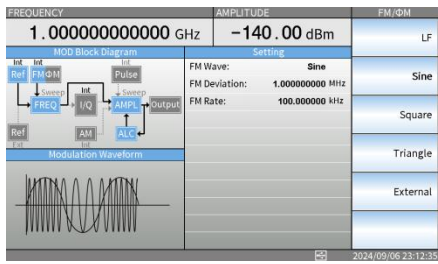 FREQUENCY
AMPLITUDE
FM/ΦM
1.000000000000 GHz
-140.00 dBm
LF
MOD Block Diagram
Setting
Int
Int
Int
Ref
FM ΦM
Pulse
FM Wave: Sine
Sine
Sweep
Int
Sweep
FM Deviation: 1.000000000 MHz
FREQ
I/Q
AMPL
Output
FM Rate: 100.000000 kHz
Square
Ref
AM
ALC
Ext
Int
Modulation Waveform
Triangle
External
2024/09/06 23:12:35